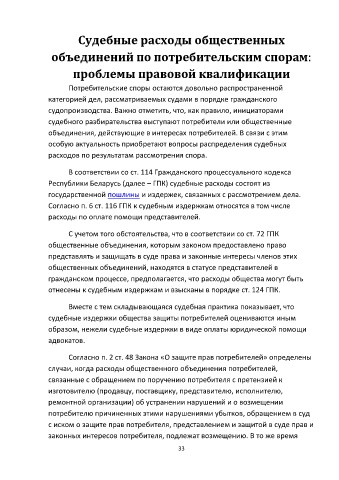 Судебные расходы общественных
объединений по потребительским спорам:
проблемы правовой квалификации
Потребительские споры остаются довольно распространенной
категорией дел, рассматриваемых судами в порядке гражданского
судопроизводства. Важно отметить, что, как правило, инициаторами
судебного разбирательства выступают потребители или общественные
объединения, действующие в интересах потребителей. В связи с этим
особую актуальность приобретают вопросы распределения судебных
расходов по результатам рассмотрения спора.
В соответствии со ст. 114 Гражданского процессуального кодекса
Республики Беларусь (далее – ГПК) судебные расходы состоят из
государственной пошлины и издержек, связанных с рассмотрением дела.
Согласно п. 6 ст. 116 ГПК к судебным издержкам относятся в том числе
расходы по оплате помощи представителей.
С учетом того обстоятельства, что в соответствии со ст. 72 ГПК
общественные объединения, которым законом предоставлено право
представлять и защищать в суде права и законные интересы членов этих
общественных объединений, находятся в статусе представителей в
гражданском процессе, предполагается, что расходы общества могут быть
отнесены к судебным издержкам и взысканы в порядке ст. 124 ГПК.
Вместе с тем складывающаяся судебная практика показывает, что
судебные издержки общества защиты потребителей оцениваются иным
образом, нежели судебные издержки в виде оплаты юридической помощи
адвокатов.
Согласно п. 2 ст. 48 Закона «О защите прав потребителей» определены
случаи, когда расходы общественного объединения потребителей,
связанные с обращением по поручению потребителя с претензией к
изготовителю (продавцу, поставщику, представителю, исполнителю,
ремонтной организации) об устранении нарушений и о возмещении
потребителю причиненных этими нарушениями убытков, обращением в суд
с иском о защите прав потребителя, представлением и защитой в суде прав и
законных интересов потребителя, подлежат возмещению. В то же время
33